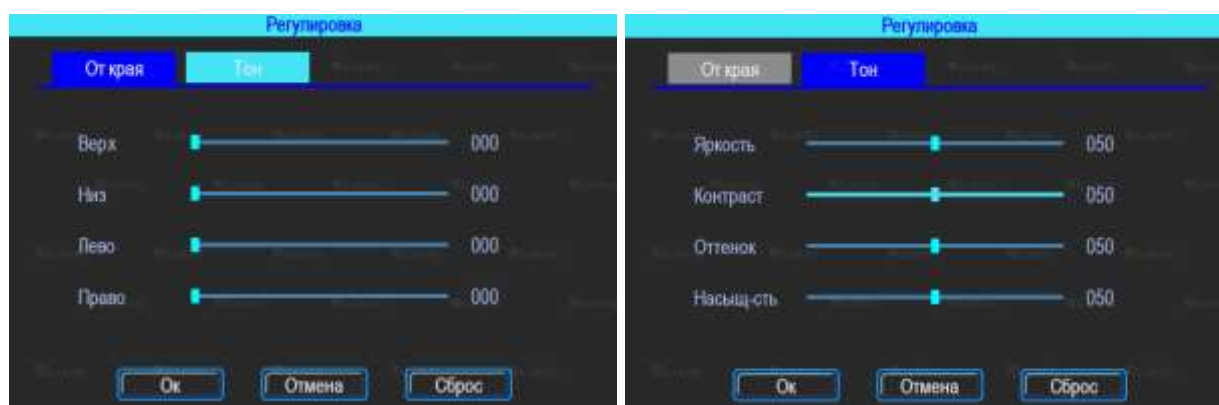 Регулировка
От края Тон
Верх 000
Низ 000
Лево 000
Право 000
Ок Отмена Сброс
Регулировка
От края Тон
Яркость 050
Контраст 050
Оттенок 050
Насыщ-сть 050
Ок Отмена Сброс